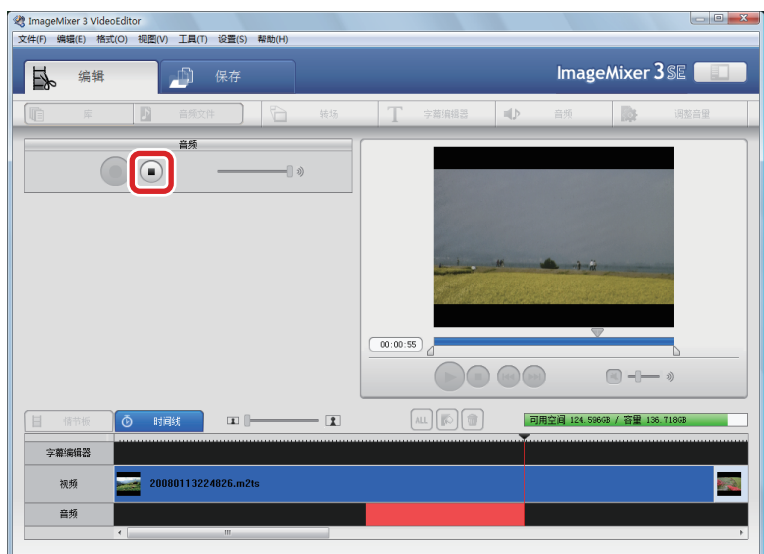 ImageMixer 3 VideoEditor
文件(F) 编辑(E) 格式(O) 视图(V) 工具(T) 设置(S) 帮助(H)
编辑 保存 ImageMixer 3 SE
库 音频文件 转场 T 字幕编辑器 音频 调整音量
音频
00:00:55
情节板 时间线 ALL 可用空间 124.596GB / 容量 136.718GB
字幕编辑器
视频 20080113224826.m2ts
音频